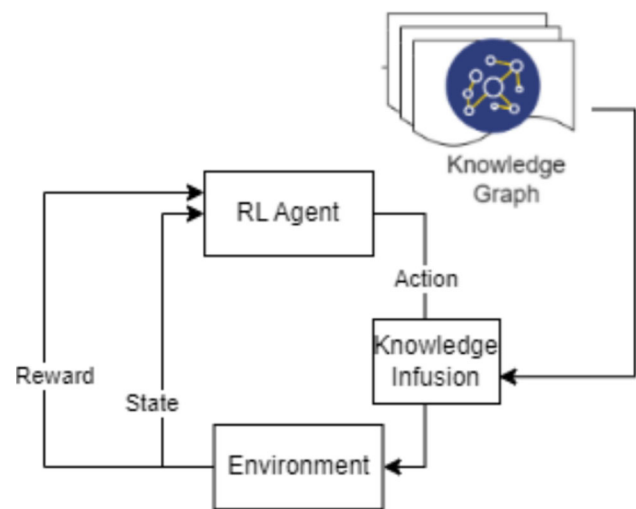 Knowledge
Graph
RL Agent
Action
Knowledge
Infusion
Reward
State
Environment